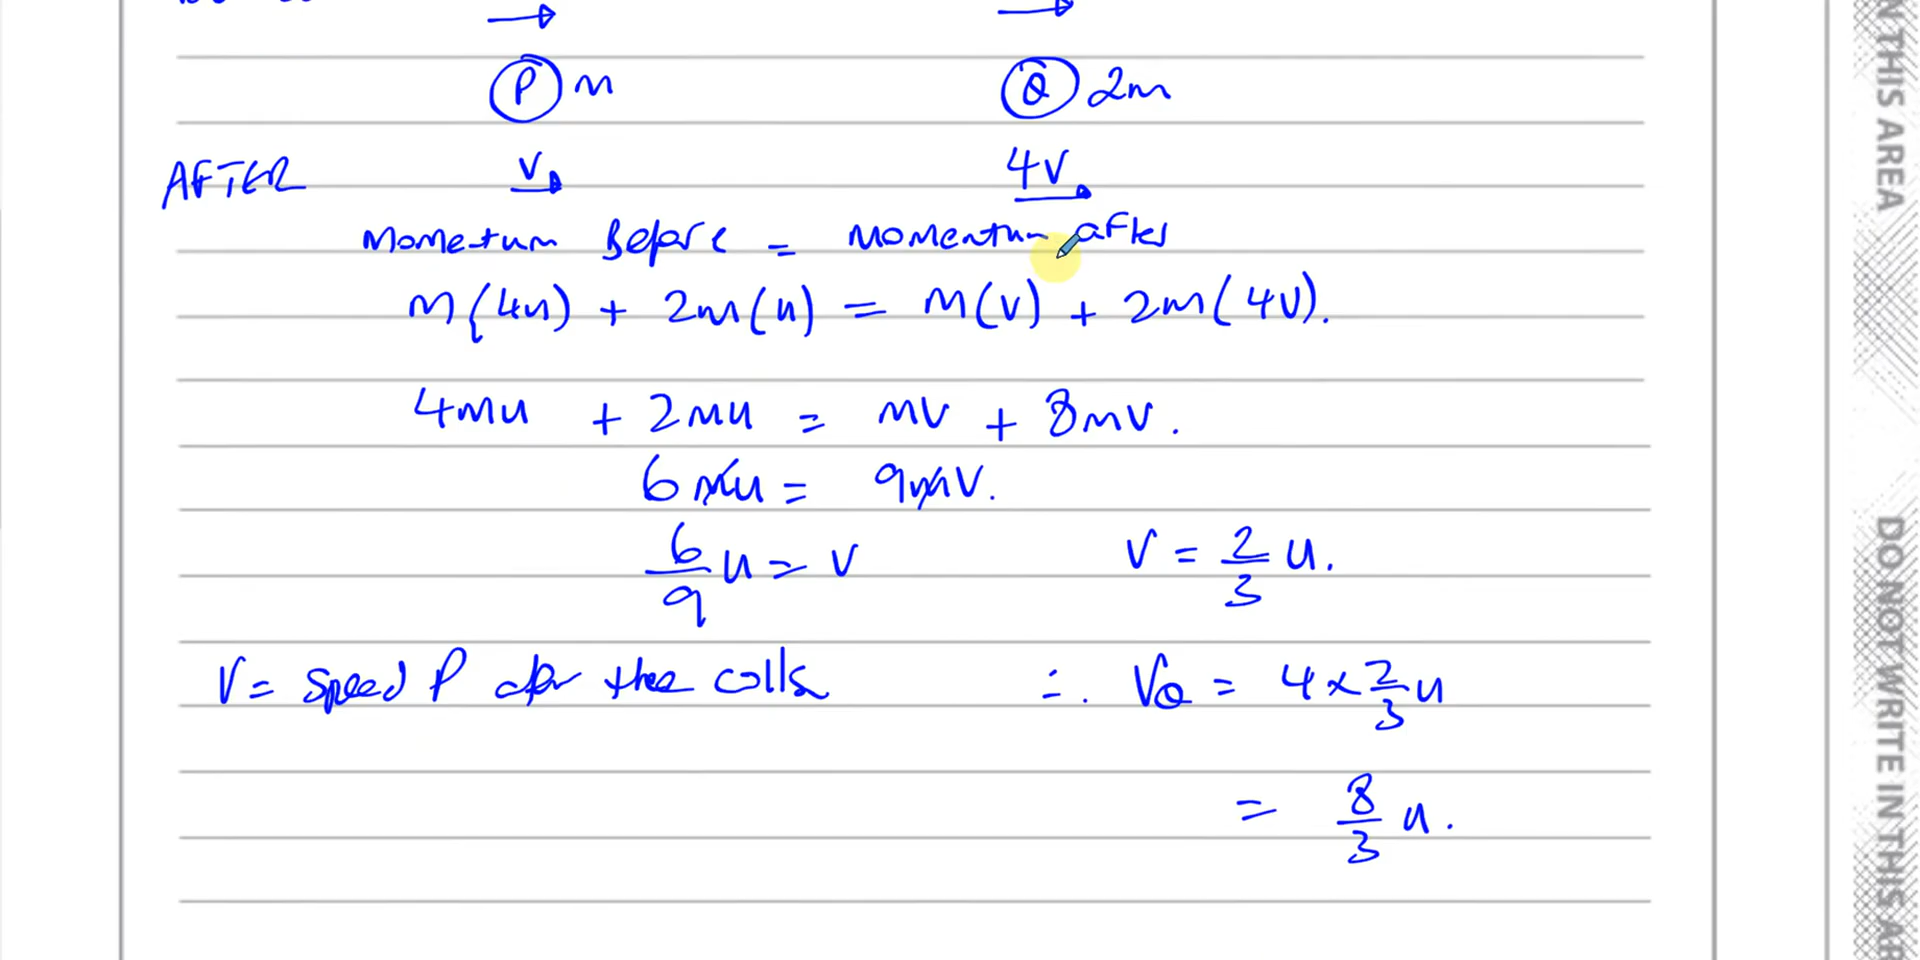 P m Q 2m
AFTER v 4v
Momentum Before = Momentum after
m(4u) + 2m(u) = m(v) + 2m(4v).
4mu + 2mu = mv + 8mv.
6mu = 9mv.
6/9 u = v v = 2/3 u.
V = speed P after the colls ∴ VQ = 4 × 2/3 u
= 8/3 u.
N THIS AREA
DO NOT WRITE IN THIS AR